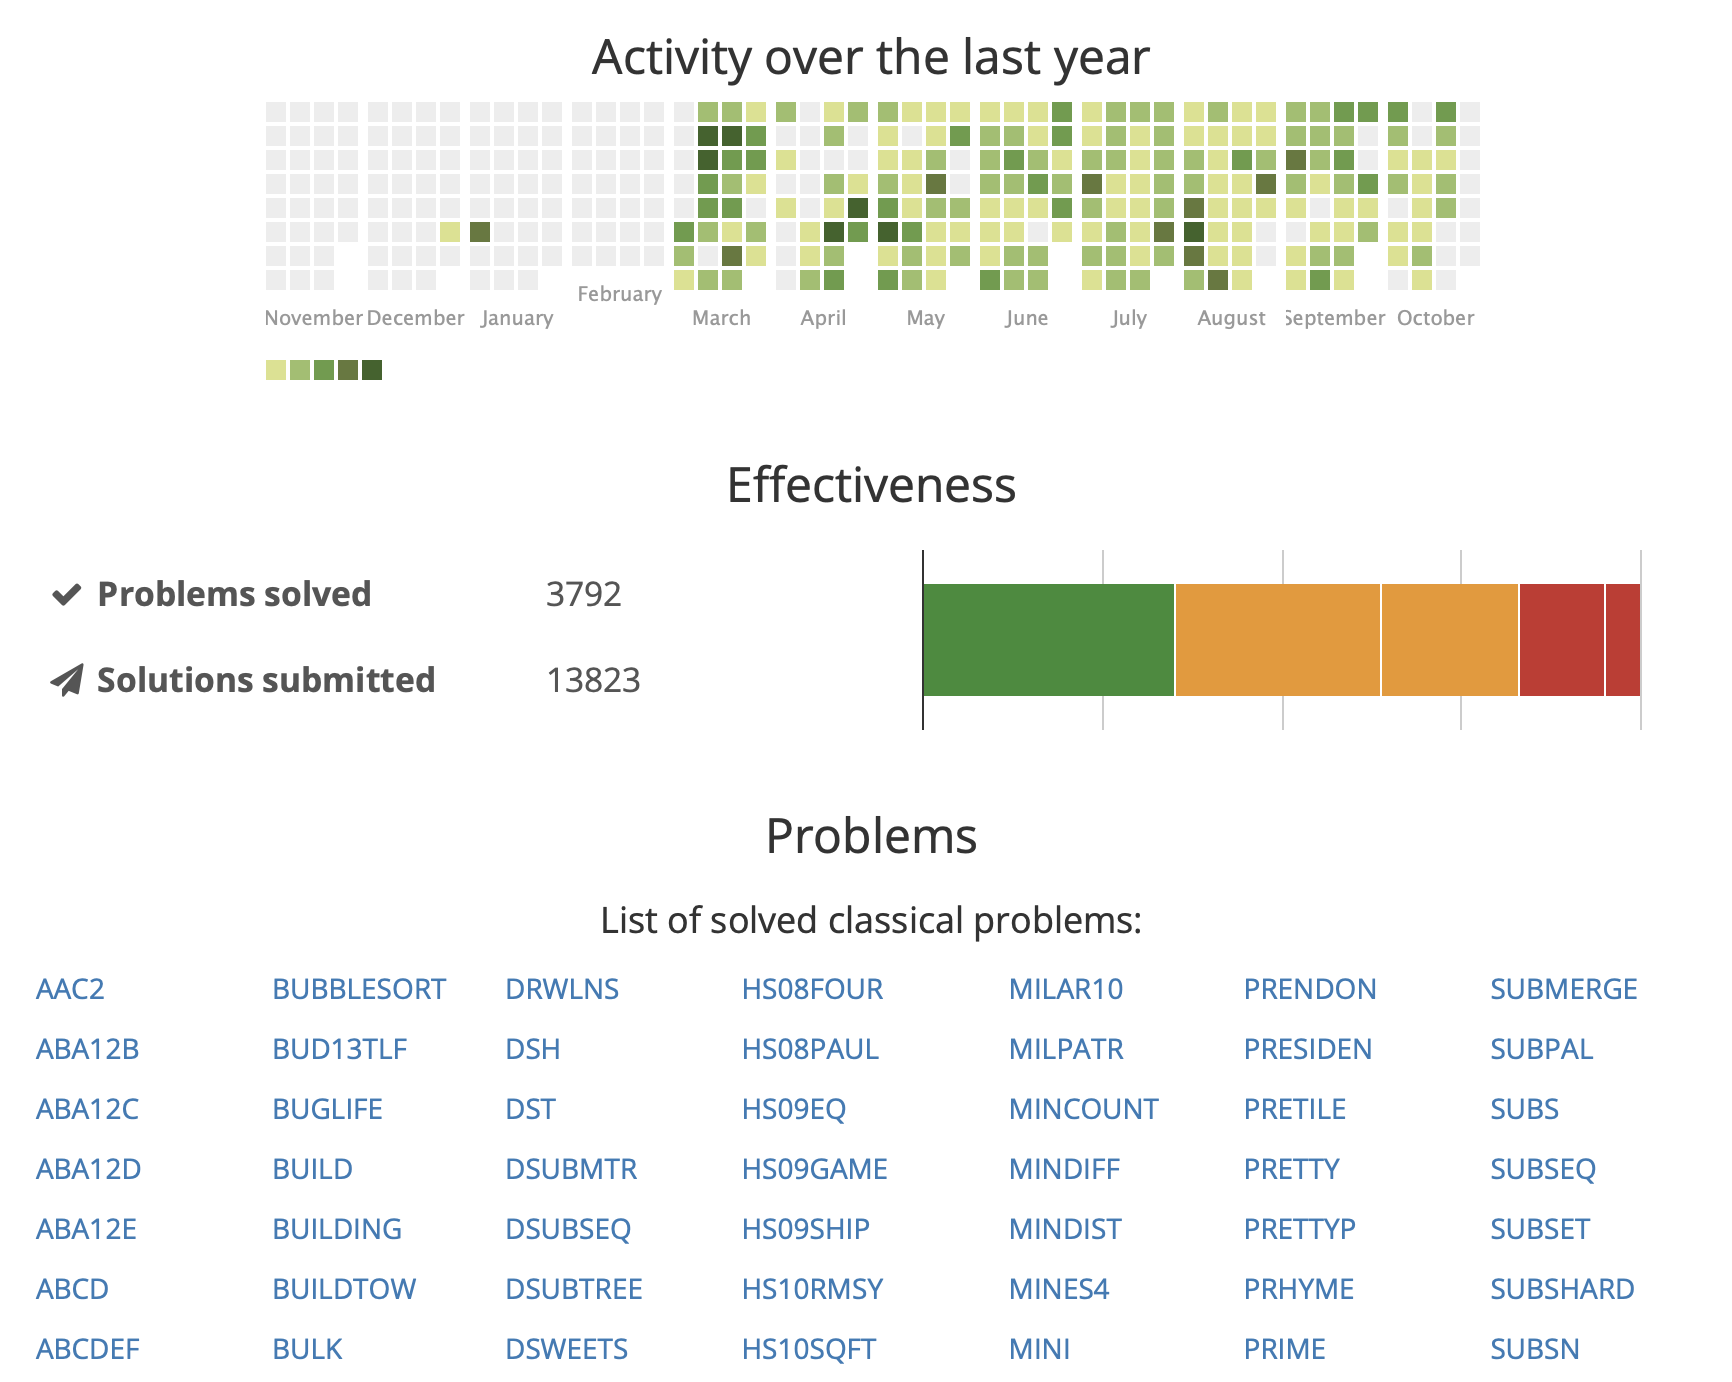 Activity over the last year
November December January February March April May June July August September October
Effectiveness
Problems solved 3792
Solutions submitted 13823
Problems
List of solved classical problems:
AAC2 BUBBLESORT DRWLNS HS08FOUR MILAR10 PRENDON SUBMERGE
ABA12B BUD13TLF DSH HS08PAUL MILPATR PRESIDEN SUBPAL
ABA12C BUGLIFE DST HS09EQ MINCOUNT PRETILE SUBS
ABA12D BUILD DSUBMTR HS09GAME MINDIFF PRETTY SUBSEQ
ABA12E BUILDING DSUBSEQ HS09SHIP MINDIST PRETTYP SUBSET
ABCD BUILDTOW DSUBTREE HS10RMSY MINES4 PRHYME SUBSHARD
ABCDEF BULK DSWEETS HS10SQFT MINI PRIME SUBSN